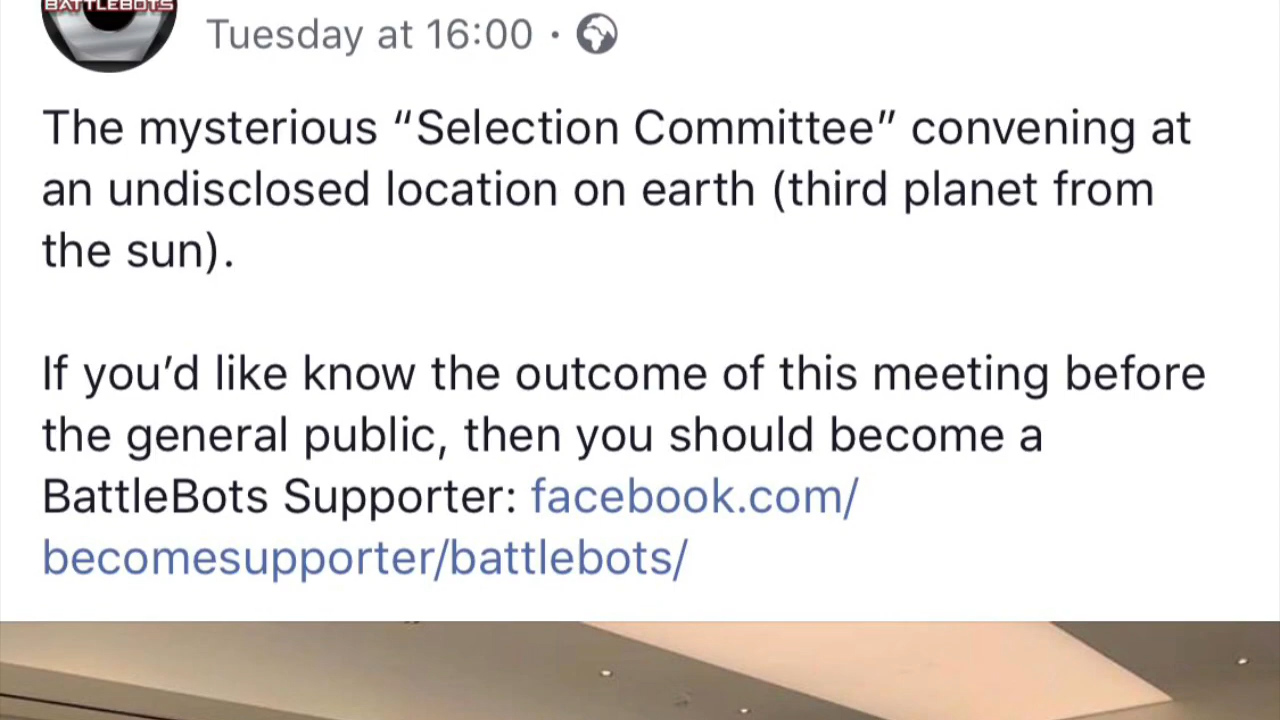 BATTLEBOTS
Tuesday at 16:00 ·
The mysterious “Selection Committee” convening at
an undisclosed location on earth (third planet from
the sun).
If you’d like know the outcome of this meeting before
the general public, then you should become a
BattleBots Supporter: facebook.com/
becomesupporter/battlebots/